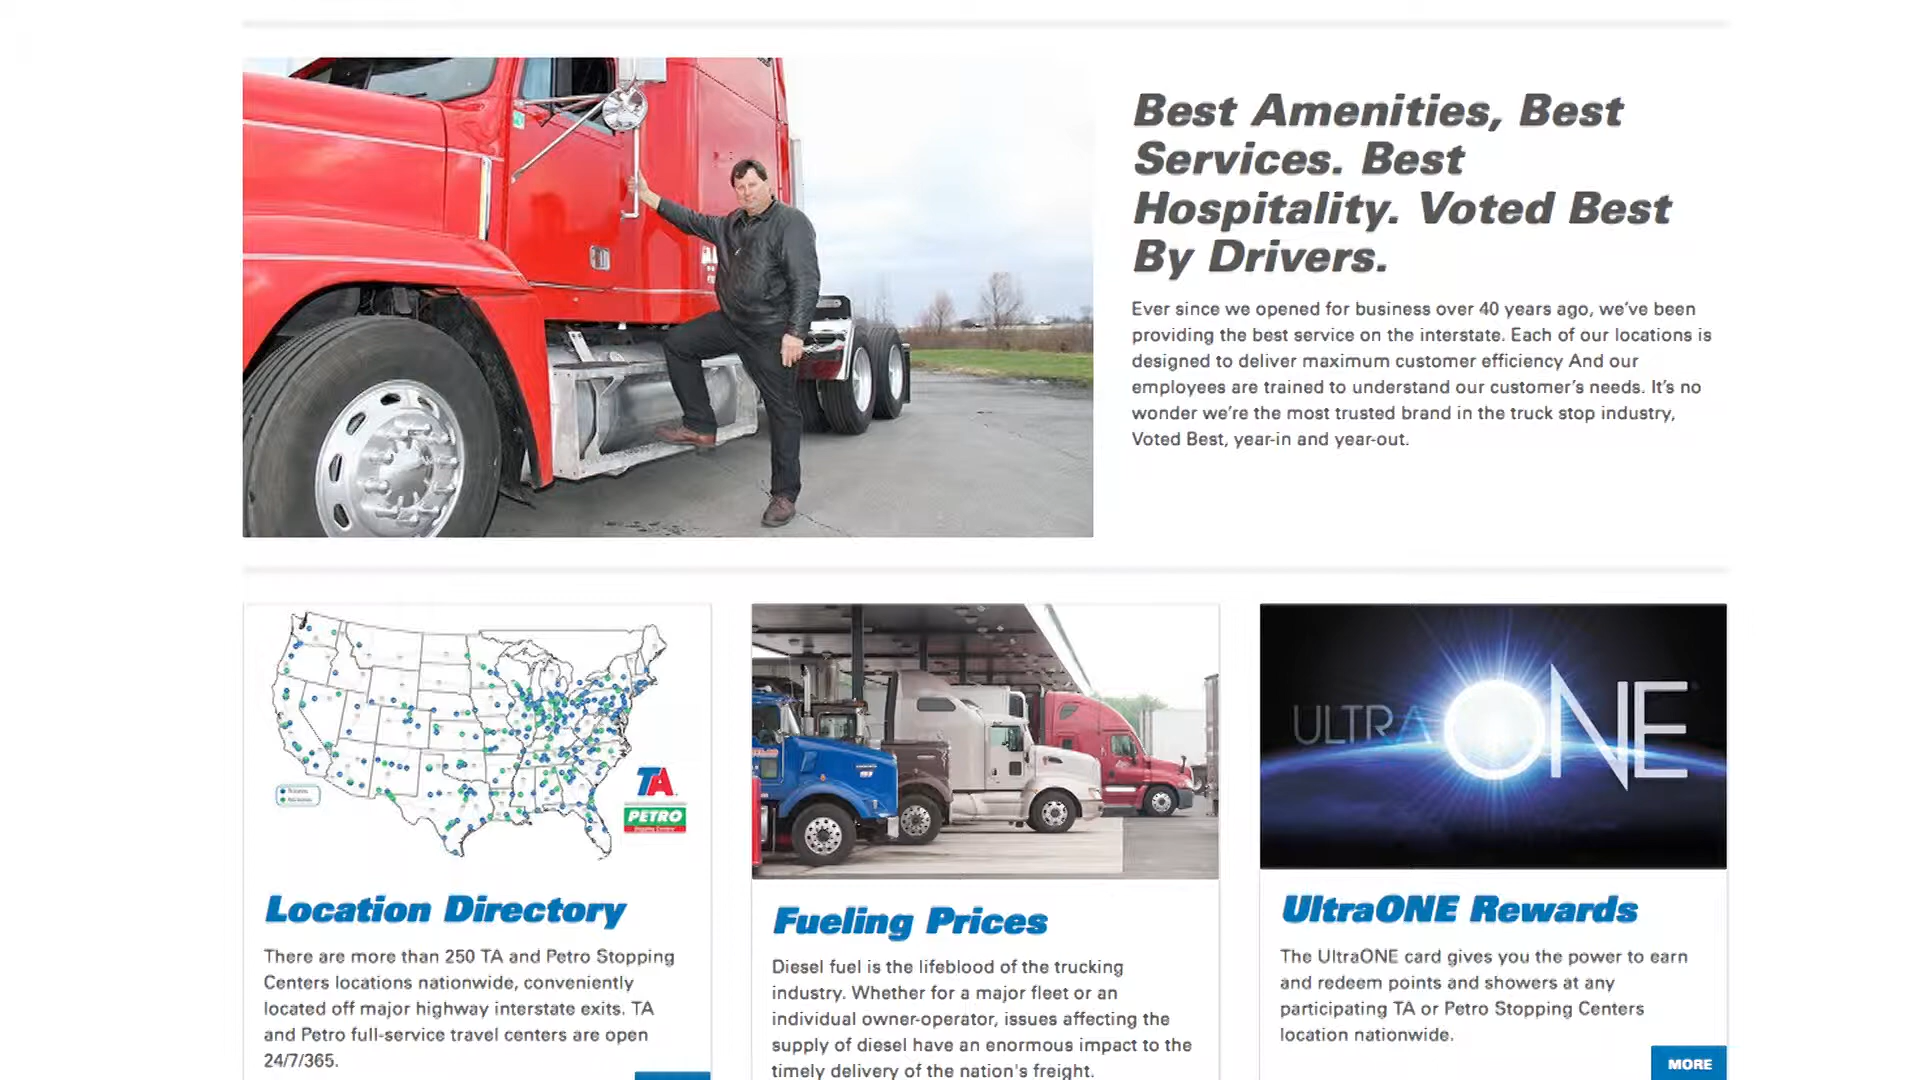 Best Amenities, Best
Services. Best
Hospitality. Voted Best
By Drivers.
Ever since we opened for business over 40 years ago, we've been
providing the best service on the interstate. Each of our locations is
designed to deliver maximum customer efficiency And our
employees are trained to understand our customer's needs. It's no
wonder we're the most trusted brand in the truck stop industry,
Voted Best, year-in and year-out.
TA
PETRO
Location Directory
There are more than 250 TA and Petro Stopping
Centers locations nationwide, conveniently
located off major highway interstate exits. TA
and Petro full-service travel centers are open
24/7/365.
Fueling Prices
Diesel fuel is the lifeblood of the trucking
industry. Whether for a major fleet or an
individual owner-operator, issues affecting the
supply of diesel have an enormous impact to the
timely delivery of the nation's freight.
ULTRA ONE
UltraONE Rewards
The UltraONE card gives you the power to earn
and redeem points and showers at any
participating TA or Petro Stopping Centers
location nationwide.
MORE